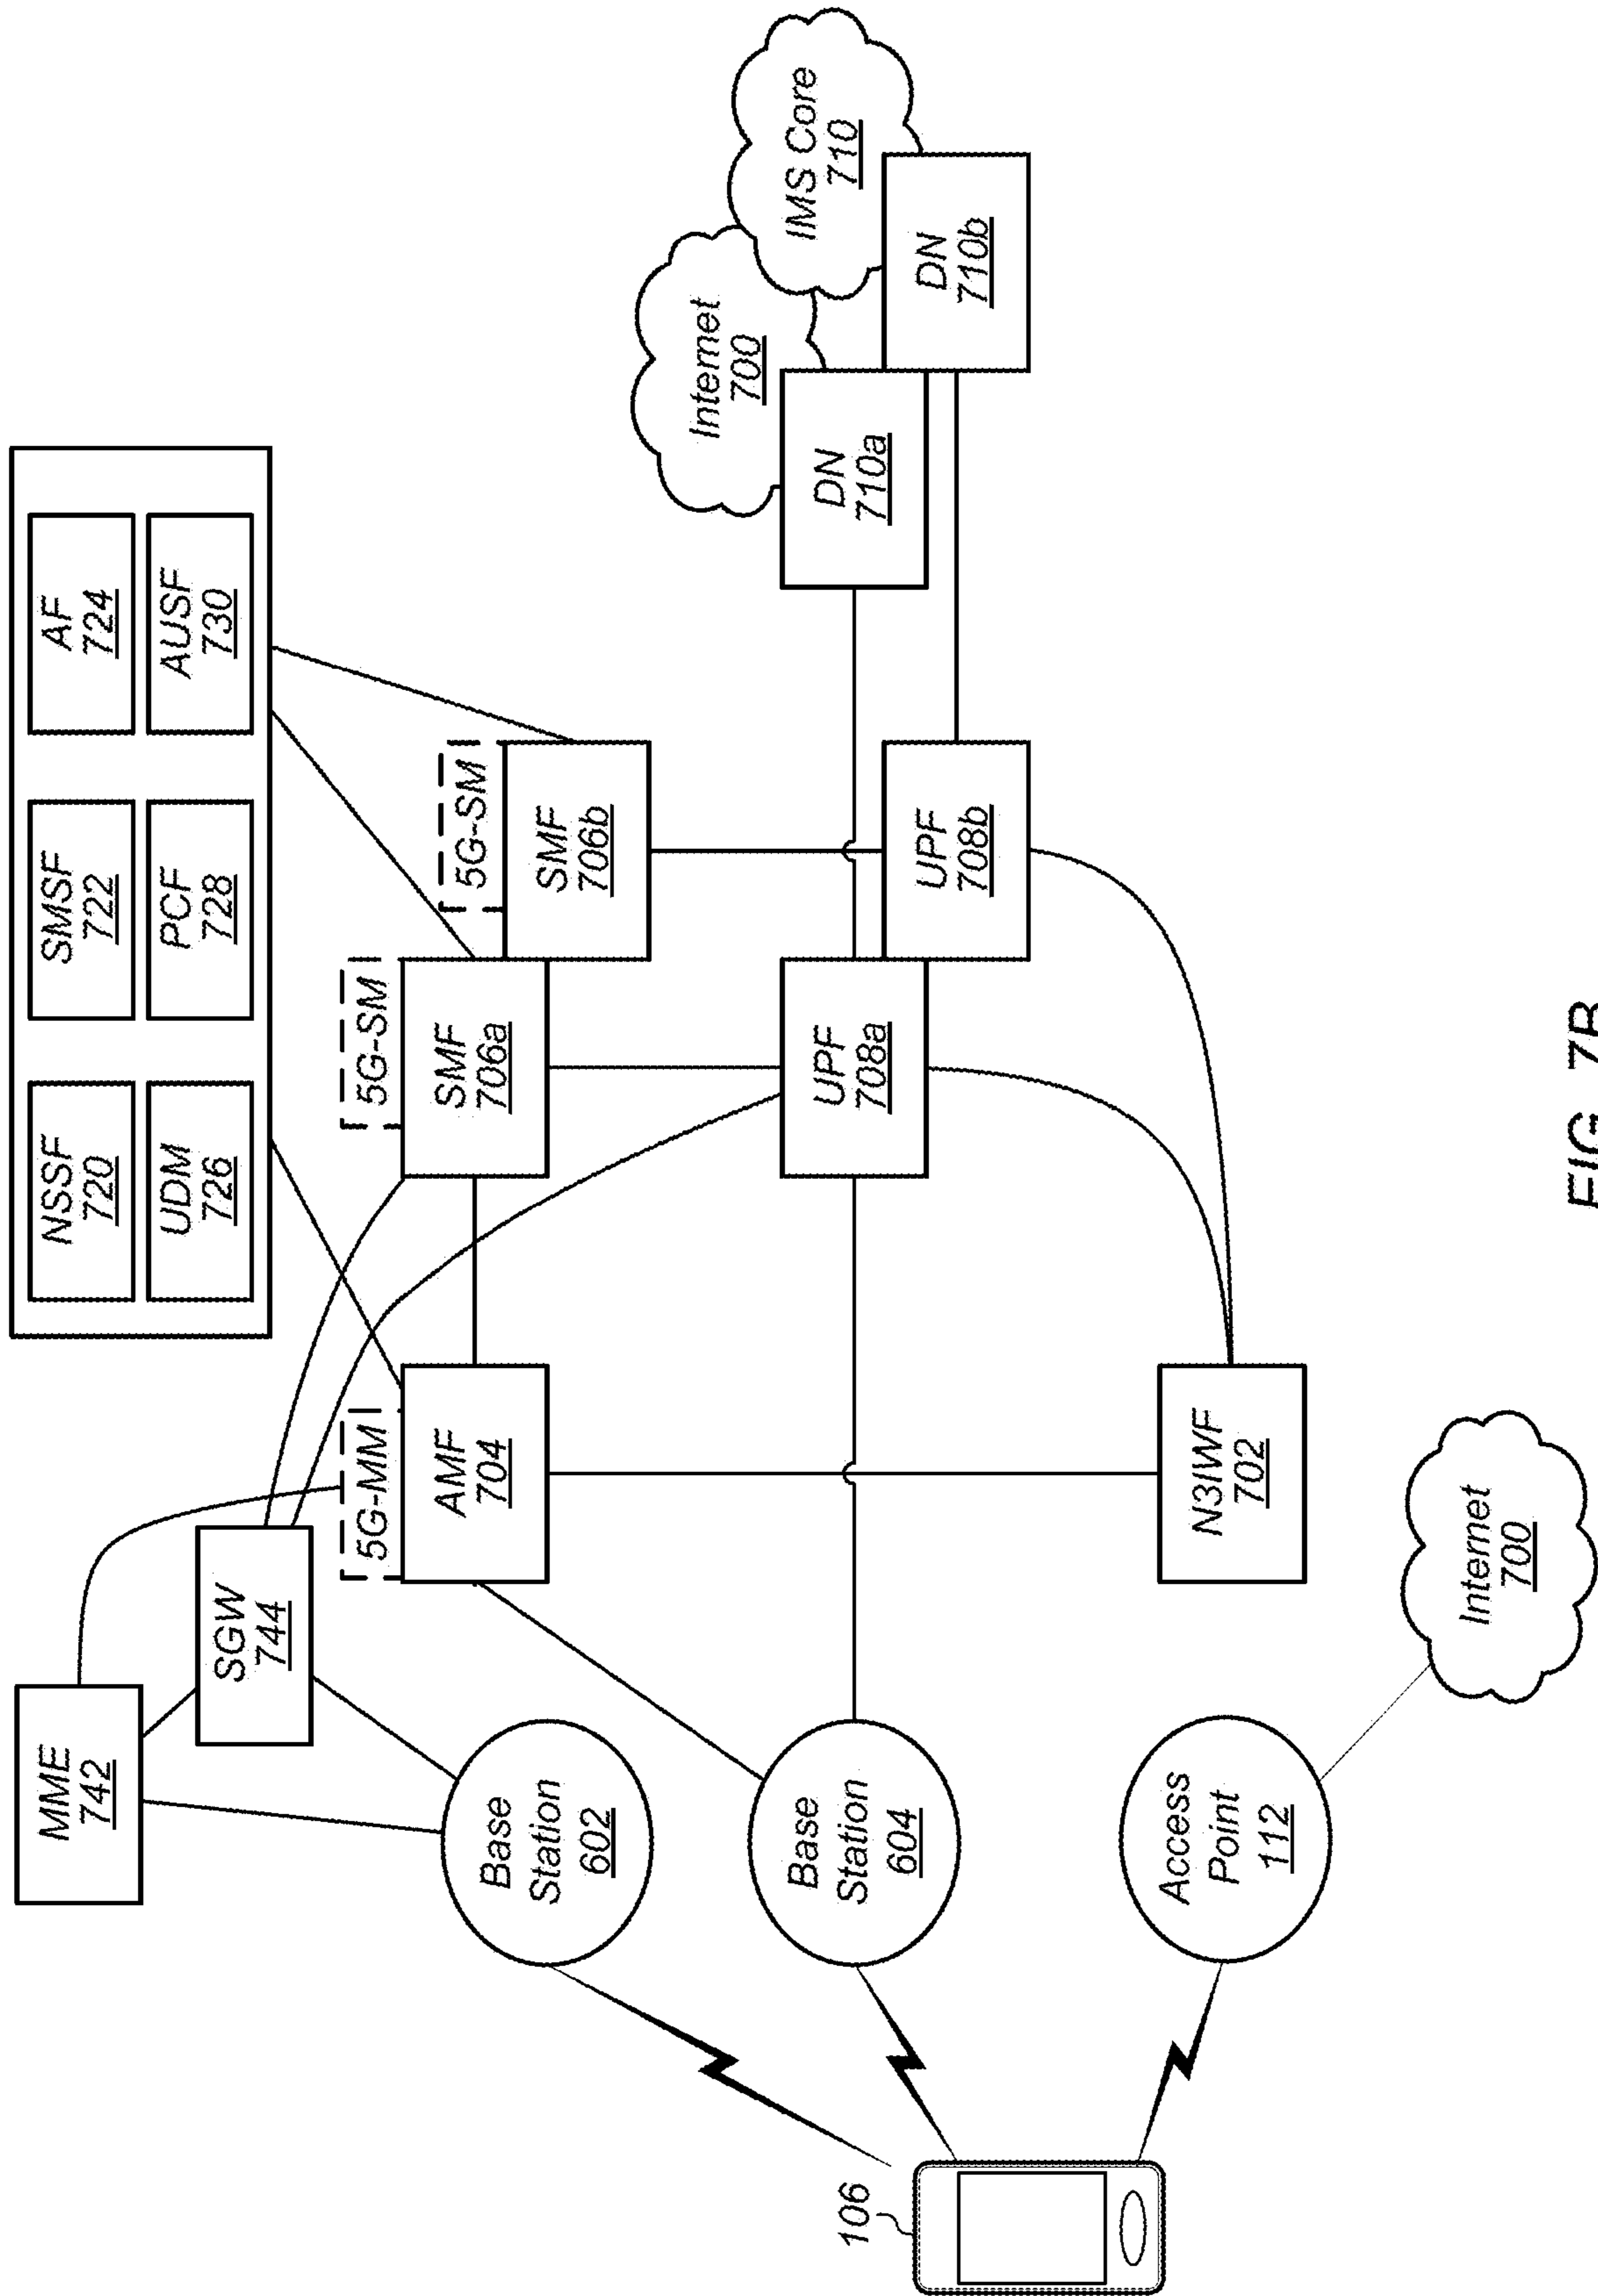 NSSF
720
SMSF
722
AF
724
UDM
726
PCF
728
AUSF
730
MME
742
SGW
744
5G-MM
AMF
704
5G-SM
SMF
706a
5G-SM
SMF
706b
Base
Station
602
Base
Station
604
UPF
708a
UPF
708b
Internet
700
IMS Core
710
DN
710a
DN
710b
106
Access
Point
112
N3IWF
702
Internet
700
FIG. 7B